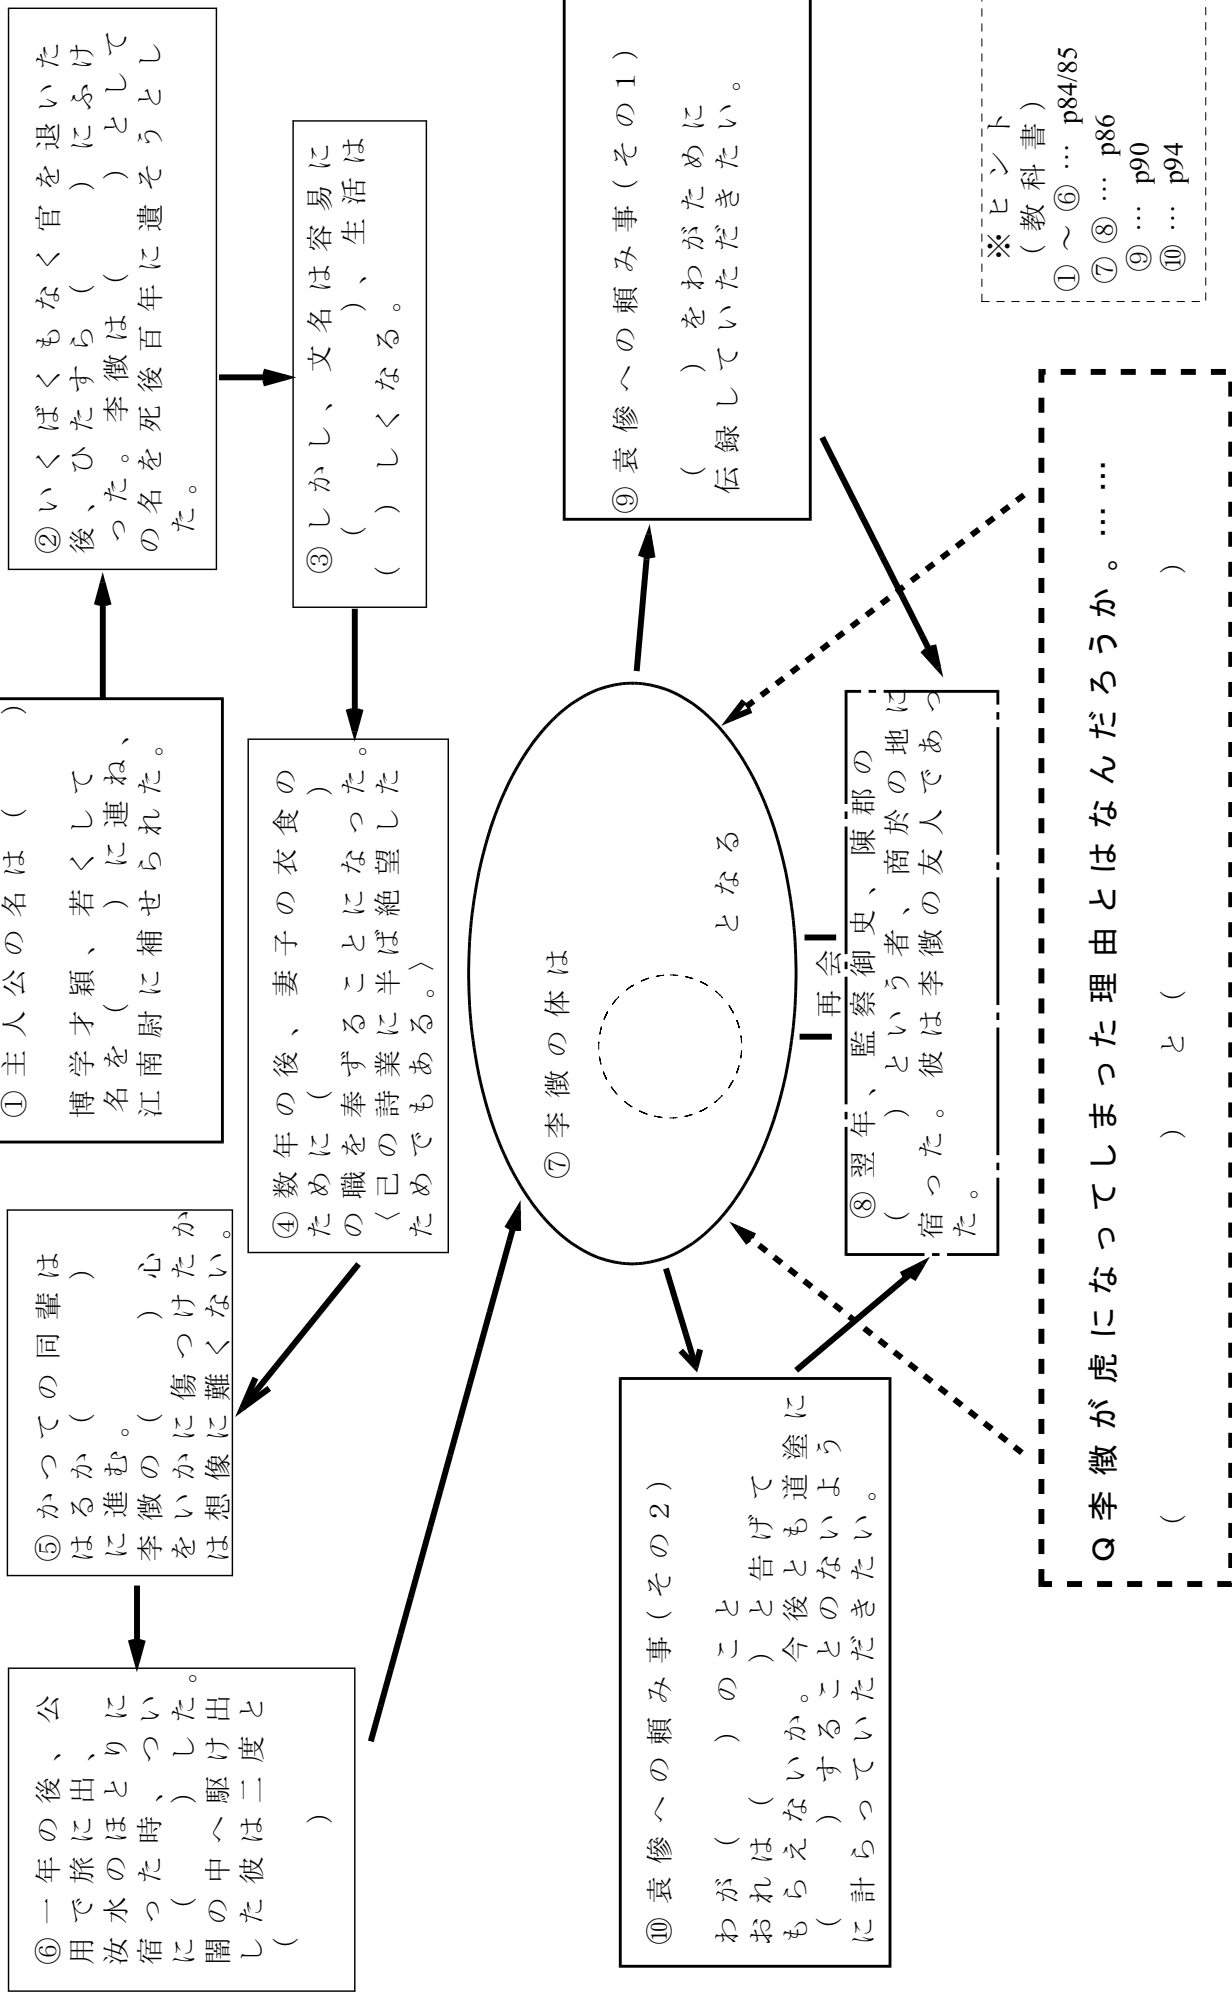 ①主人公の名は（　　　）
博学才穎、若くして
名を（　　　）に連ね、
江南尉に補せられた。
②いくばくもなく官を退いた
後、ひたすら（　　　）にふけ
った。李徴は（　　　）として
の名を死後百年に遺そうとし
た。
③しかし、文名は容易に
（　　　）、生活は
（　）しくなる。
④数年の後、妻子の衣食の
ために（　　　）
の職を奉ずることになった。
〈己の詩業に半ば絶望した
ためでもある。〉
⑤かつての同輩は
はるか（　　　）
に進む。
李徴の（　　　）心
をいかに傷つけたか
は想像に難くない。
⑥一年の後、公
用で旅に出、
汝水のほとりに
宿った時、つい
に（　　　）した。
闇の中へ駆け出
した彼は二度と
（　　　）
⑦李徴の体は
となる
再会
⑧翌年、監察御史、陳郡の
（　　　）という者、商於の地に
宿った。彼は李徴の友人であっ
た。
⑨袁傪への頼み事(その１)
（　　　）をわがために
伝録していただきたい。
⑩袁傪への頼み事(その２)
わが（　　　）のこと
おれは（　　　）と告げて
もらえないか。今後とも道塗に
（　　　）することのないよう
に計らっていただきたい。
※ヒント
（教科書）
①～⑥… p84/85
⑦⑧… p86
⑨… p90
⑩… p94
Q李徴が虎になってしまった理由とはなんだろうか。……
（　　　）と（　　　）